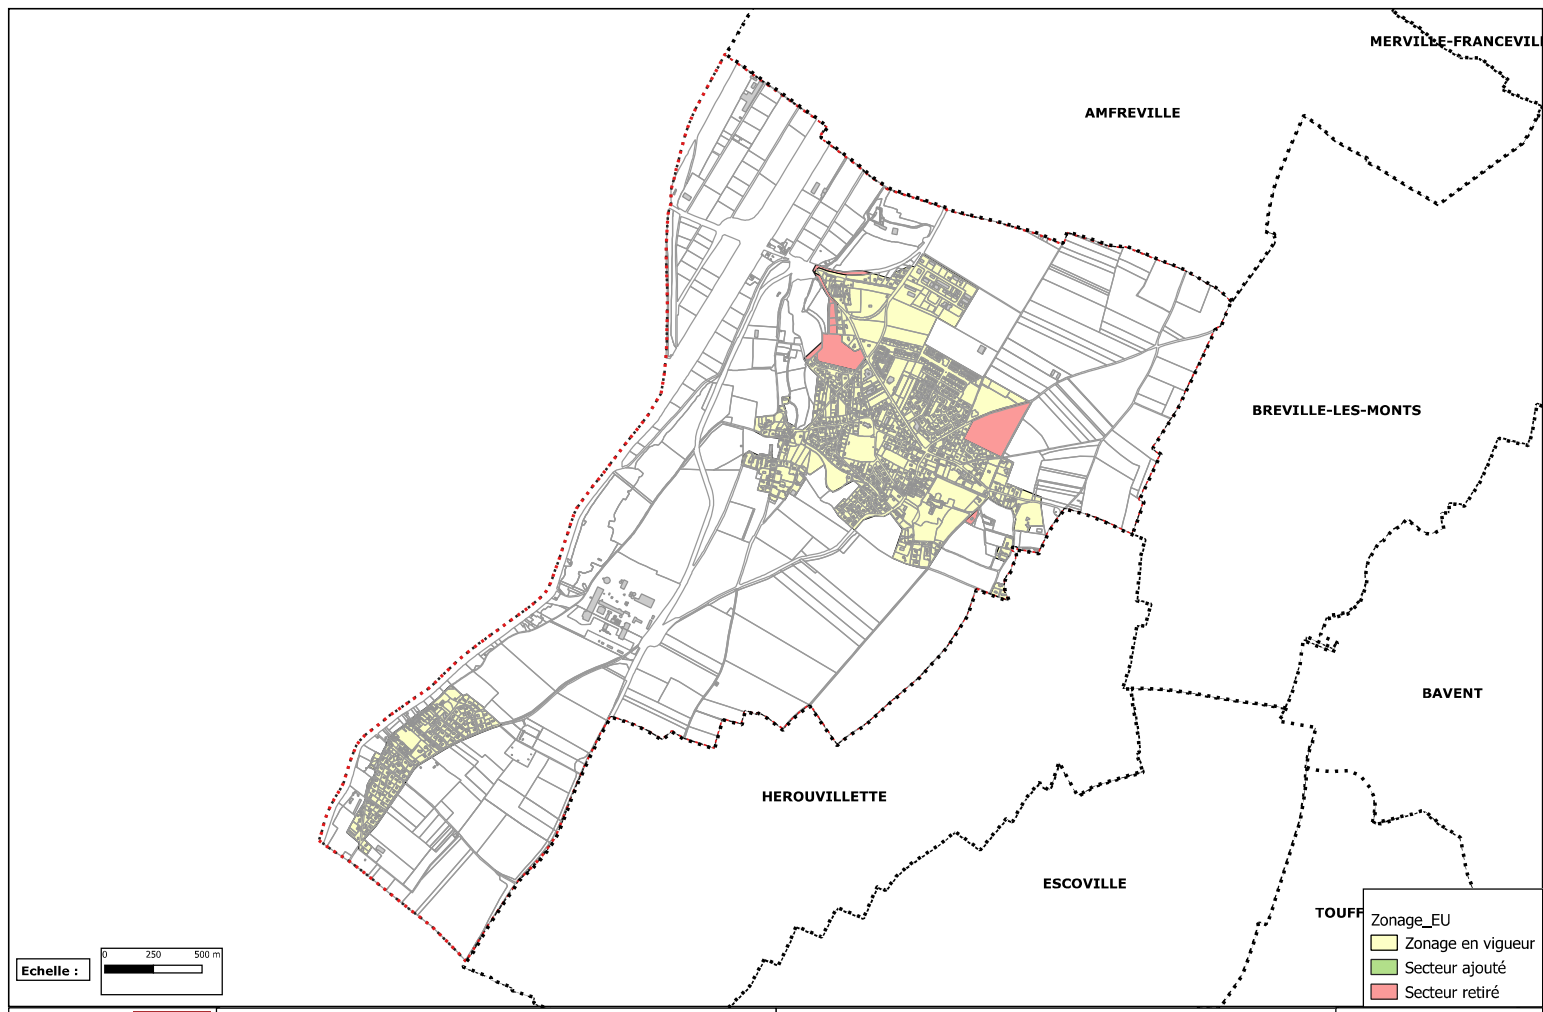 MERVILLE-FRANCEVILL
AMFREVILLE
BREVILLE-LES-MONTS
BAVENT
HEROUVILLETTE
ESCOVILLE
TOUFF
Zonage_EU
Zonage en vigueur
Secteur ajouté
Secteur retiré
Echelle :
0 250 500 m